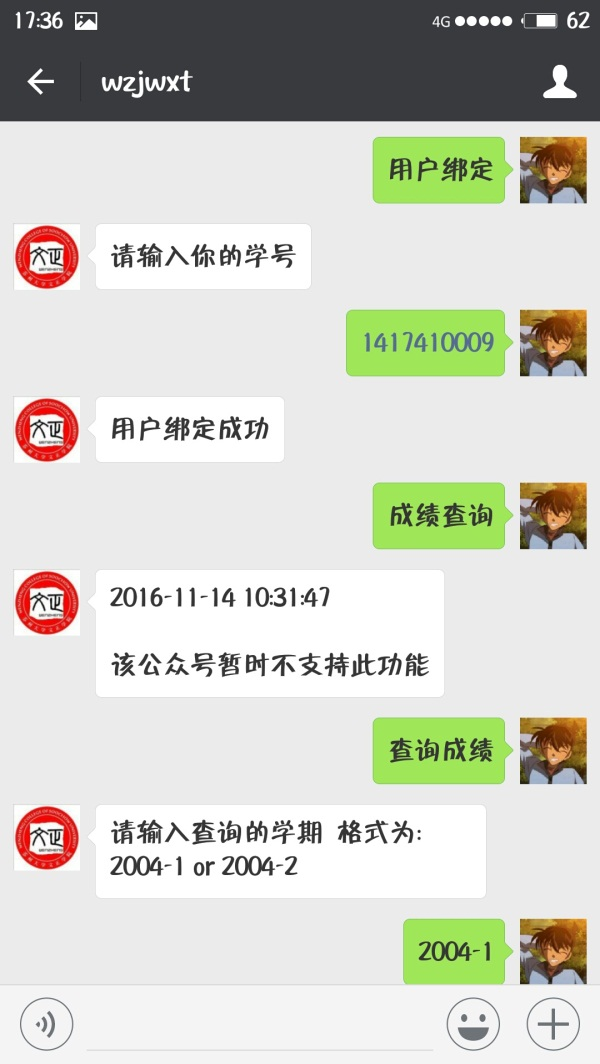 17:36
4G
62
wzjwxt
用户绑定
请输入你的学号
1417410009
用户绑定成功
成绩查询
2016-11-14 10:31:47
该公众号暂时不支持此功能
查询成绩
请输入查询的学期 格式为:
2004-1 or 2004-2
2004-1